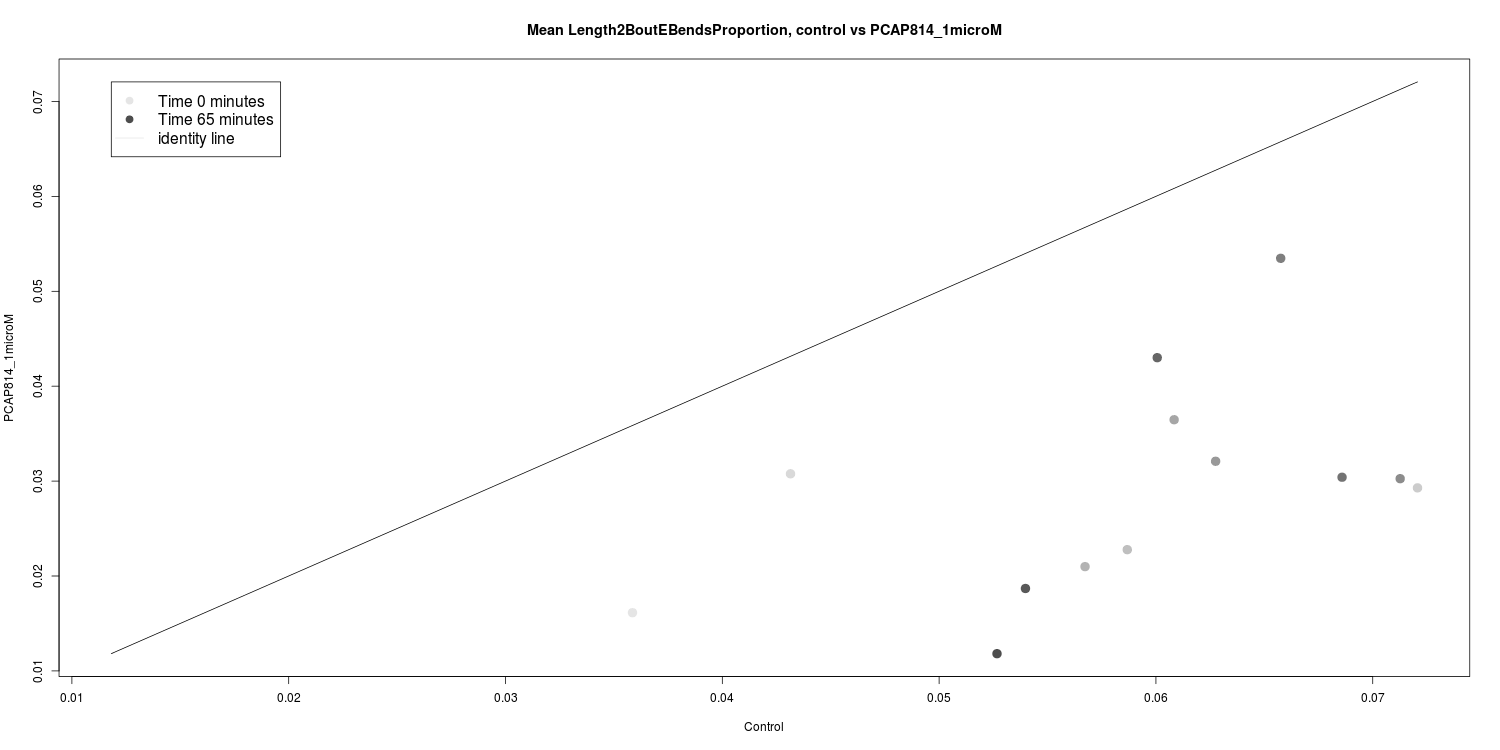 Mean Length2BoutEBendsProportion, control vs PCAP814_1microM
Time 0 minutes
Time 65 minutes
identity line
PCAP814_1microM
0.07
0.06
0.05
0.04
0.03
0.02
0.01
0.01 0.02 0.03 0.04 0.05 0.06 0.07
Control